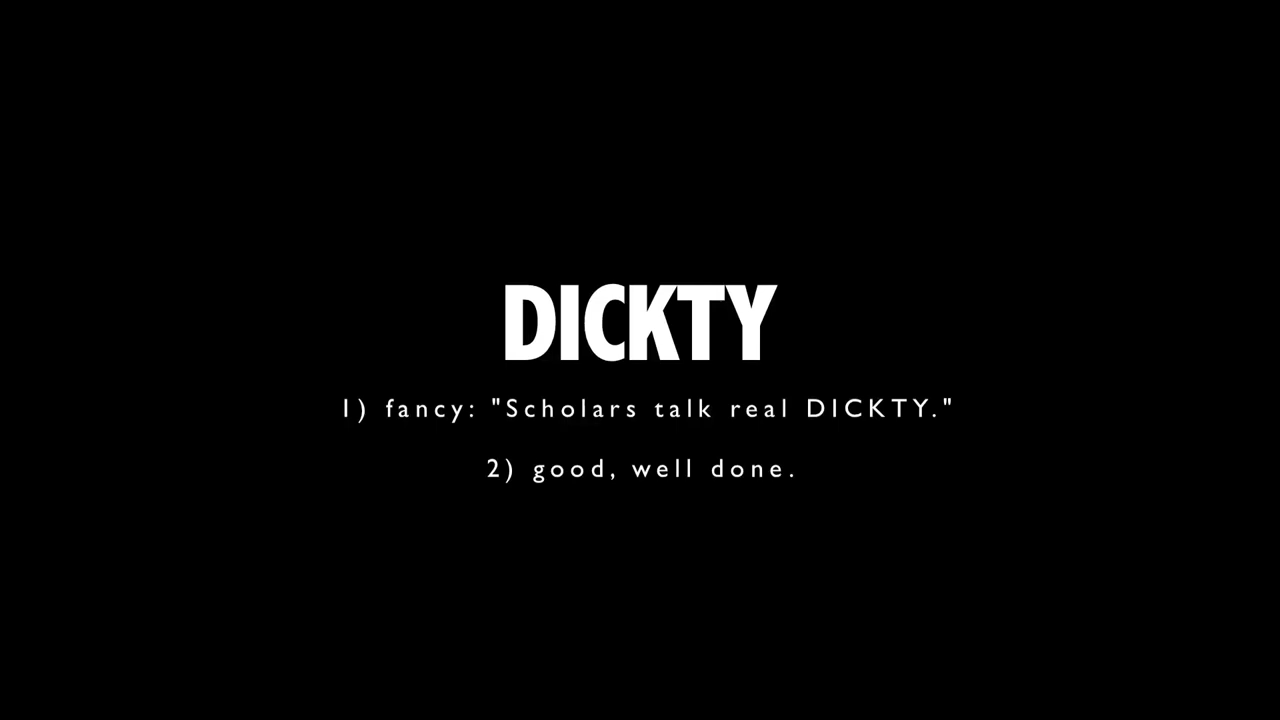 DICKTY
1) fancy: "Scholars talk real DICKTY."
2) good, well done.